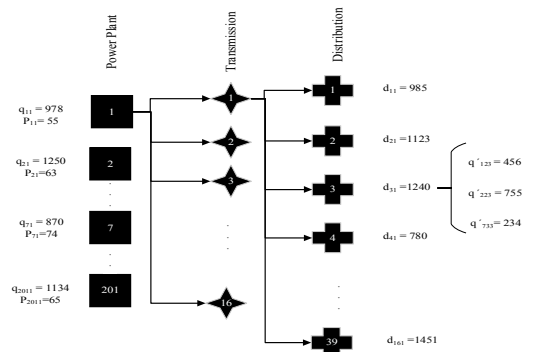 Power Plant
Transmission
Distribution
q₁₁ = 978
P₁₁= 55
1
q₂₁ = 1250
P₂₁=63
2
q₇₁ = 870
P₇₁=74
7
q₂₀₁₁ = 1134
P₂₀₁₁=65
201
1
2
3
16
1
d₁₁ = 985
2
d₂₁ =1123
3
d₃₁ =1240
4
d₄₁ = 780
39
d₁₆₁ =1451
q´₁₂₃ = 456
q´₂₂₃ = 755
q´₇₃₃ = 234